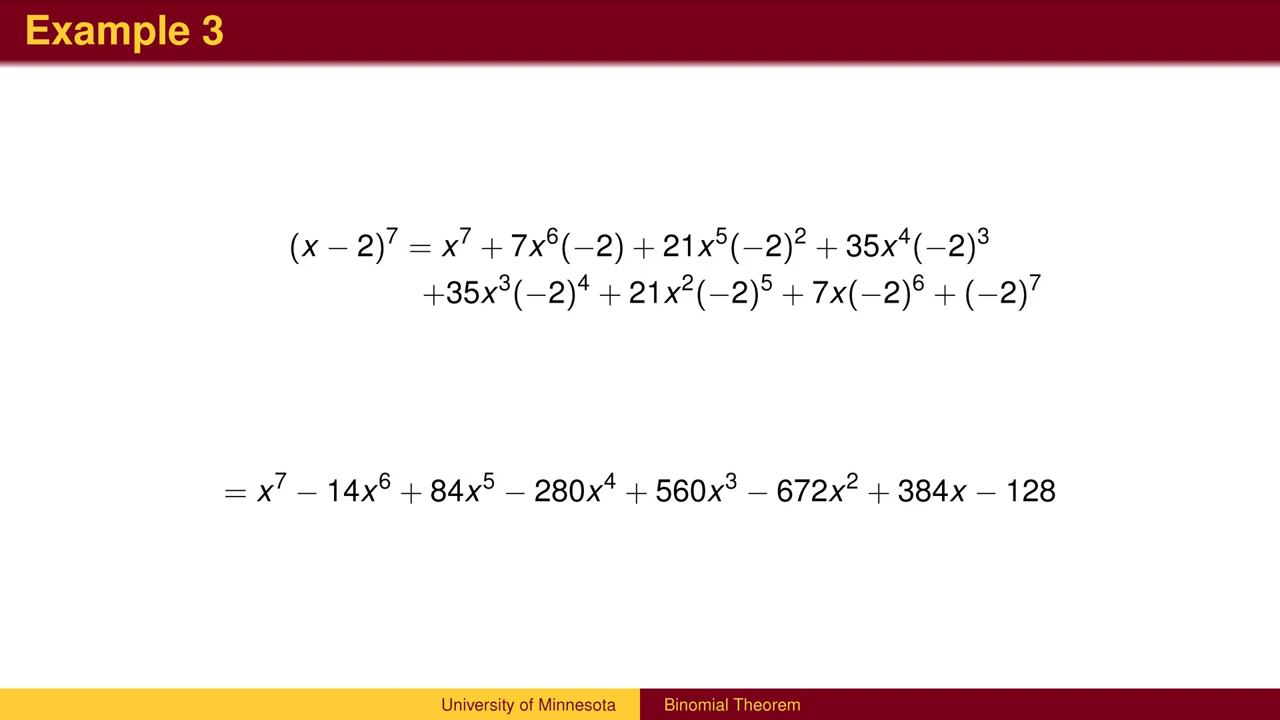 Example 3
(x − 2)⁷ = x⁷ + 7x⁶(−2) + 21x⁵(−2)² + 35x⁴(−2)³
+35x³(−2)⁴ + 21x²(−2)⁵ + 7x(−2)⁶ + (−2)⁷
= x⁷ − 14x⁶ + 84x⁵ − 280x⁴ + 560x³ − 672x² + 384x − 128
University of Minnesota
Binomial Theorem